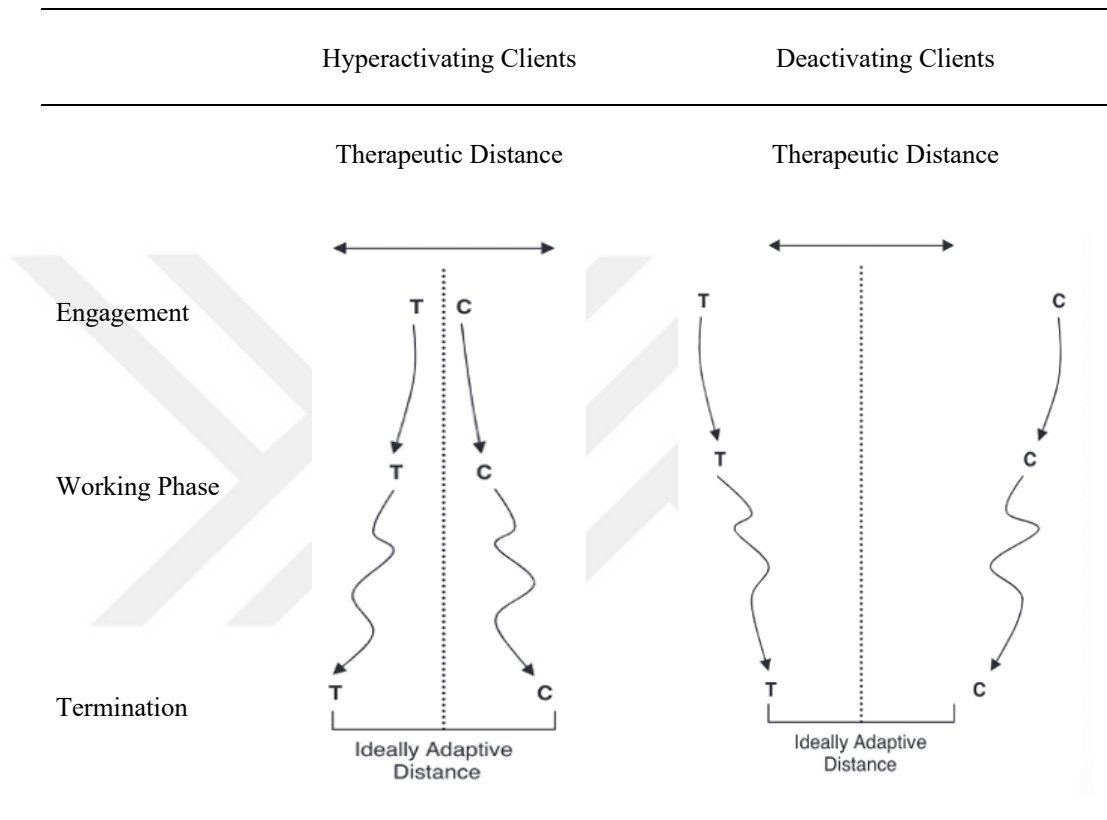 Hyperactivating Clients Deactivating Clients
Therapeutic Distance Therapeutic Distance
Engagement T C T C
Working Phase T C T C
Termination T C T C
Ideally Adaptive Distance Ideally Adaptive Distance